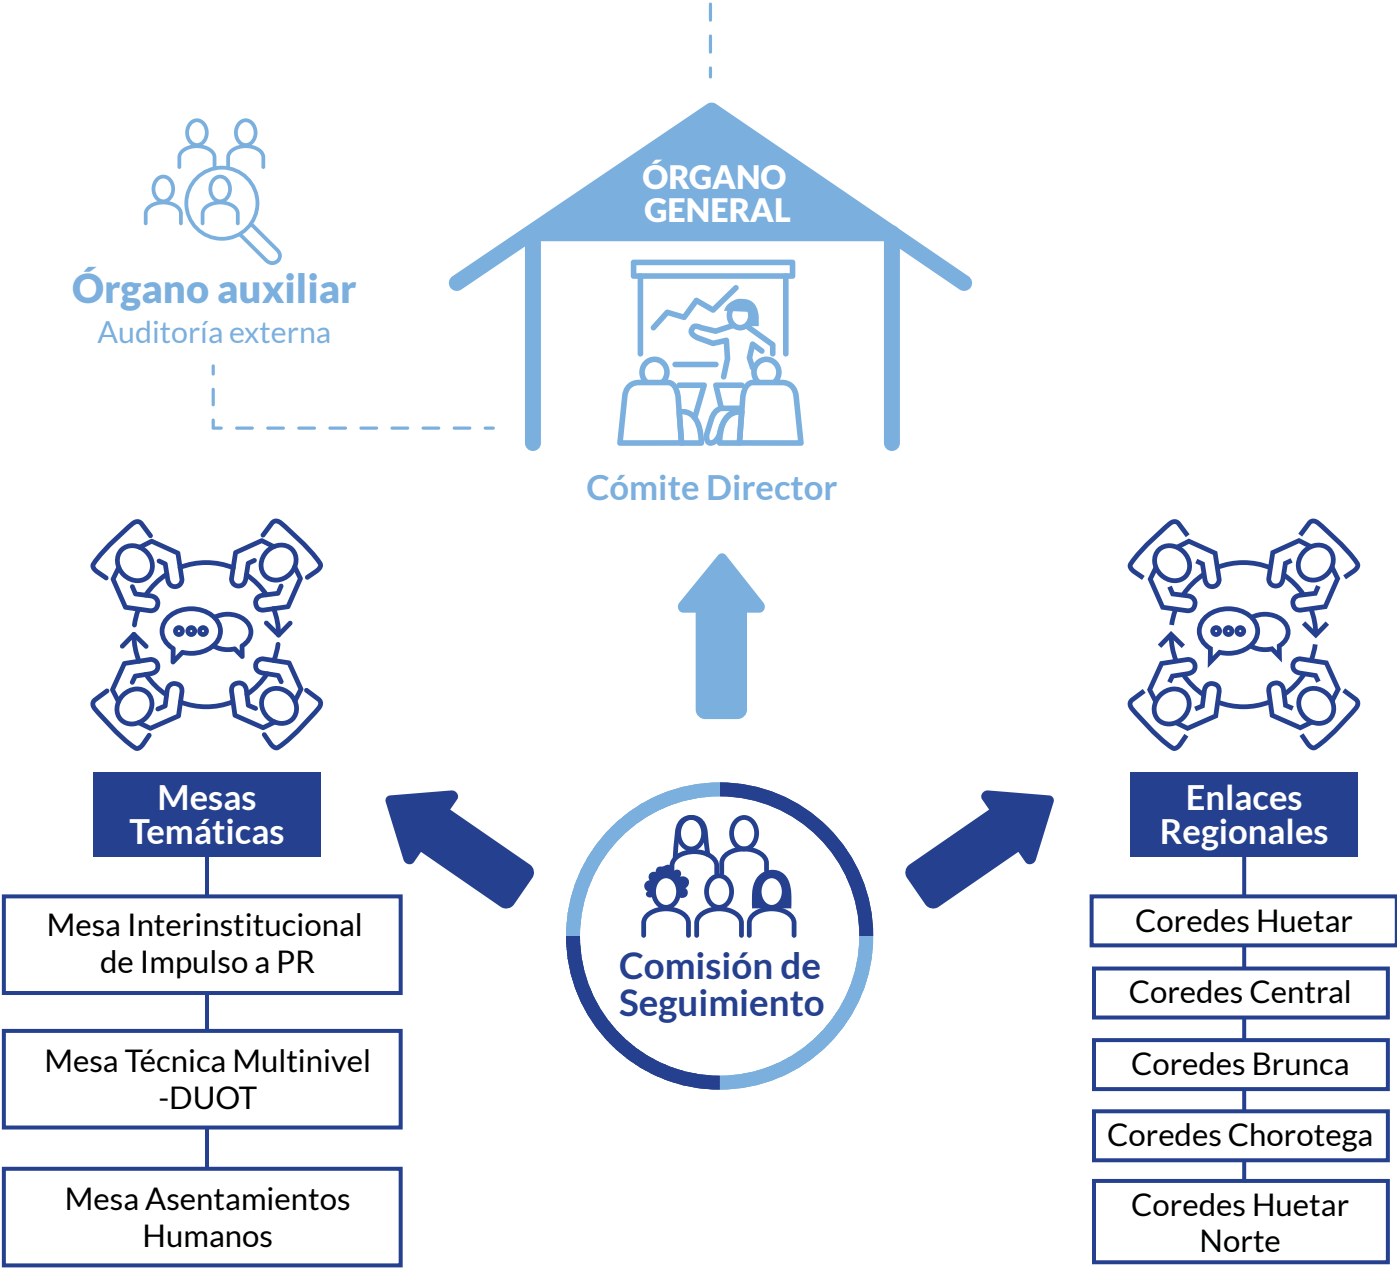 ÓRGANO
GENERAL
Órgano auxiliar
Auditoría externa
Cómite Director
Mesas
Temáticas
Mesa Interinstitucional
de Impulso a PR
Mesa Técnica Multinivel
-DUOT
Mesa Asentamientos
Humanos
Comisión de
Seguimiento
Enlaces
Regionales
Coredes Huetar
Coredes Central
Coredes Brunca
Coredes Chorotega
Coredes Huetar
Norte